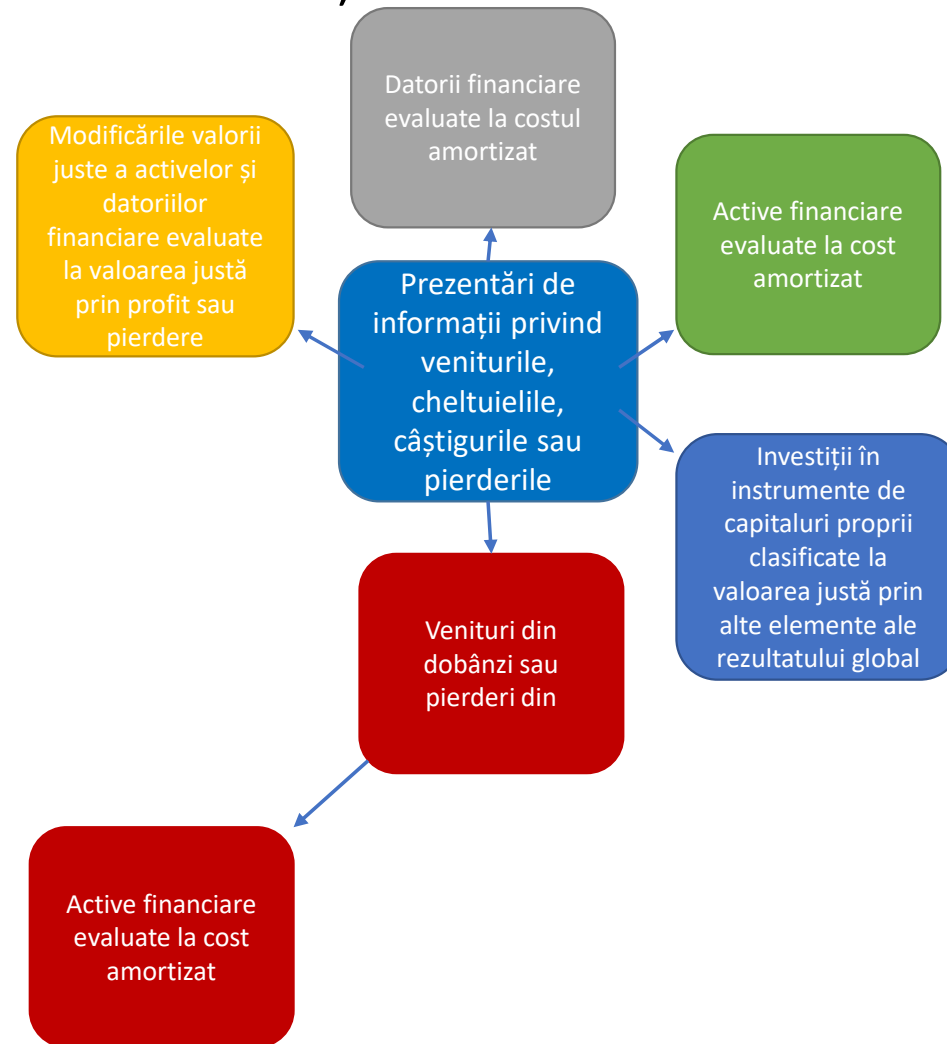 Datorii financiare
evaluate la costul
amortizat
Modificările valorii
juste a activelor și
datoriilor
financiare evaluate
la valoarea justă
prin profit sau
pierdere
Active financiare
evaluate la cost
amortizat
Prezentări de
informații privind
veniturile,
cheltuielile,
câștigurile sau
pierderile
Investiții în
instrumente de
capitaluri proprii
clasificate la
valoarea justă prin
alte elemente ale
rezultatului global
Venituri din
dobânzi sau
pierderi din
Active financiare
evaluate la cost
amortizat